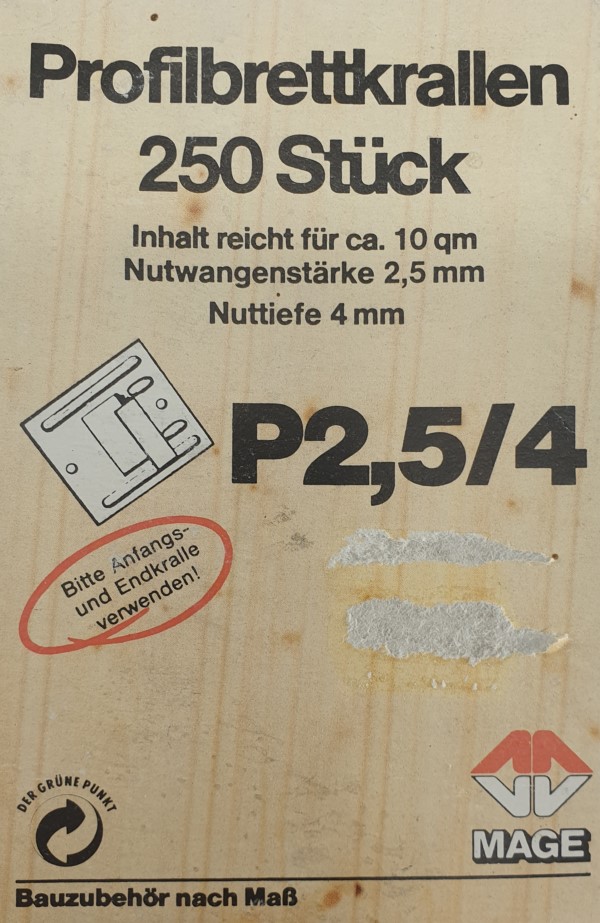 Profilbrettkrallen
250 Stück
Inhalt reicht für ca. 10 qm
Nutwangenstärke 2,5 mm
Nuttiefe 4 mm
P2,5/4
Bitte Anfangs-
und Endkralle
verwenden!
DER GRÜNE PUNKT
MAGE
Bauzubehör nach Maß